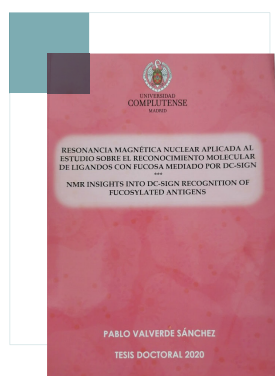 UNIVERSIDAD
COMPLUTENSE
MADRID
RESONANCIA MAGNÉTICA NUCLEAR APLICADA AL
ESTUDIO SOBRE EL RECONOCIMIENTO MOLECULAR
DE LIGANDOS CON FUCOSA MEDIADO POR DC-SIGN
***
NMR INSIGHTS INTO DC-SIGN RECOGNITION OF
FUCOSYLATED ANTIGENS
PABLO VALVERDE SÁNCHEZ
TESIS DOCTORAL 2020